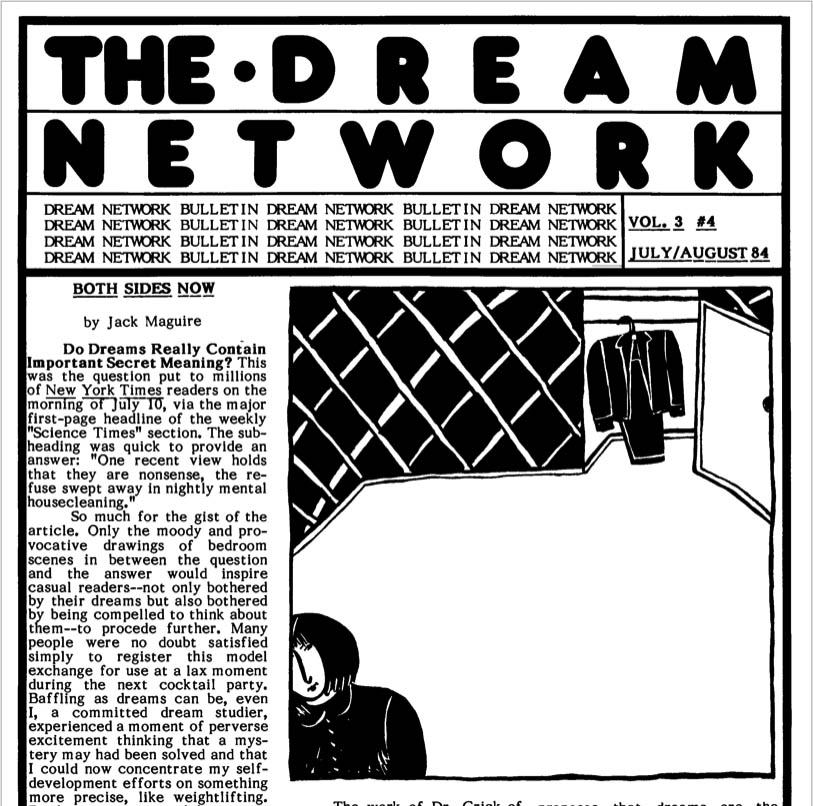 THE•DREAM
NETWORK
DREAM NETWORK BULLETIN DREAM NETWORK BULLETIN DREAM NETWORK
DREAM NETWORK BULLETIN DREAM NETWORK BULLETIN DREAM NETWORK
DREAM NETWORK BULLETIN DREAM NETWORK BULLETIN DREAM NETWORK
DREAM NETWORK BULLETIN DREAM NETWORK BULLETIN DREAM NETWORK
VOL. 3 #4
JULY/AUGUST 84
BOTH SIDES NOW
by Jack Maguire
Do Dreams Really Contain
Important Secret Meaning? This
was the question put to millions
of New York Times readers on the
morning of July 10, via the major
first-page headline of the weekly
"Science Times" section. The sub-
heading was quick to provide an
answer: "One recent view holds
that they are nonsense, the re-
fuse swept away in nightly mental
housecleaning."
So much for the gist of the
article. Only the moody and pro-
vocative drawings of bedroom
scenes in between the question
and the answer would inspire
casual readers--not only bothered
by their dreams but also bothered
by being compelled to think about
them--to procede further. Many
people were no doubt satisfied
simply to register this model
exchange for use at a lax moment
during the next cocktail party.
Baffling as dreams can be, even
I, a committed dream studier,
experienced a moment of perverse
excitement thinking that a mys-
tery may had been solved and that
I could now concentrate my self-
development efforts on something
more precise, like weightlifting.
The work of Dr. Crick of proposes that dreams are the